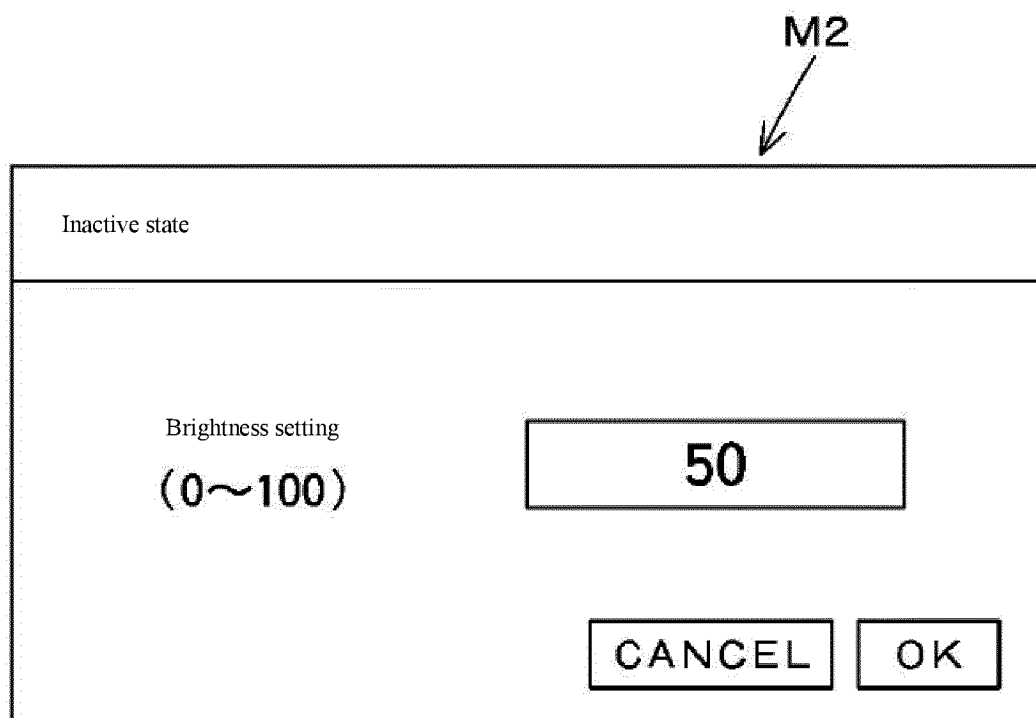 M2
Inactive state
Brightness setting
(0～100)
50
CANCEL
OK